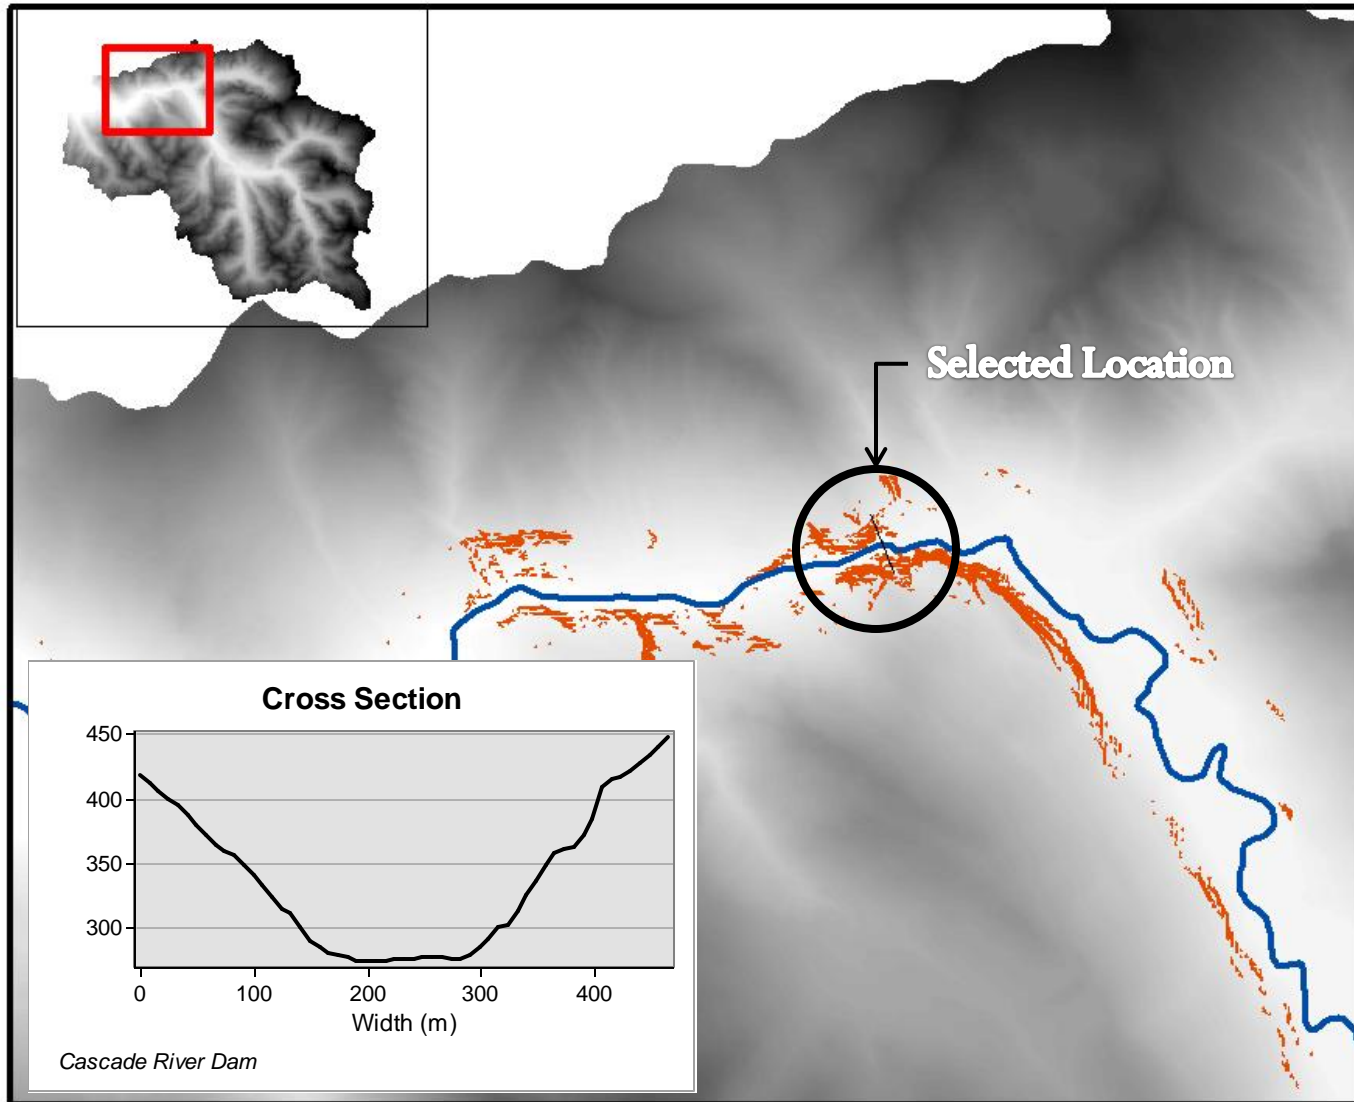 Selected Location
Cross Section
450
400
350
300
0 100 200 300 400
Width (m)
Cascade River Dam